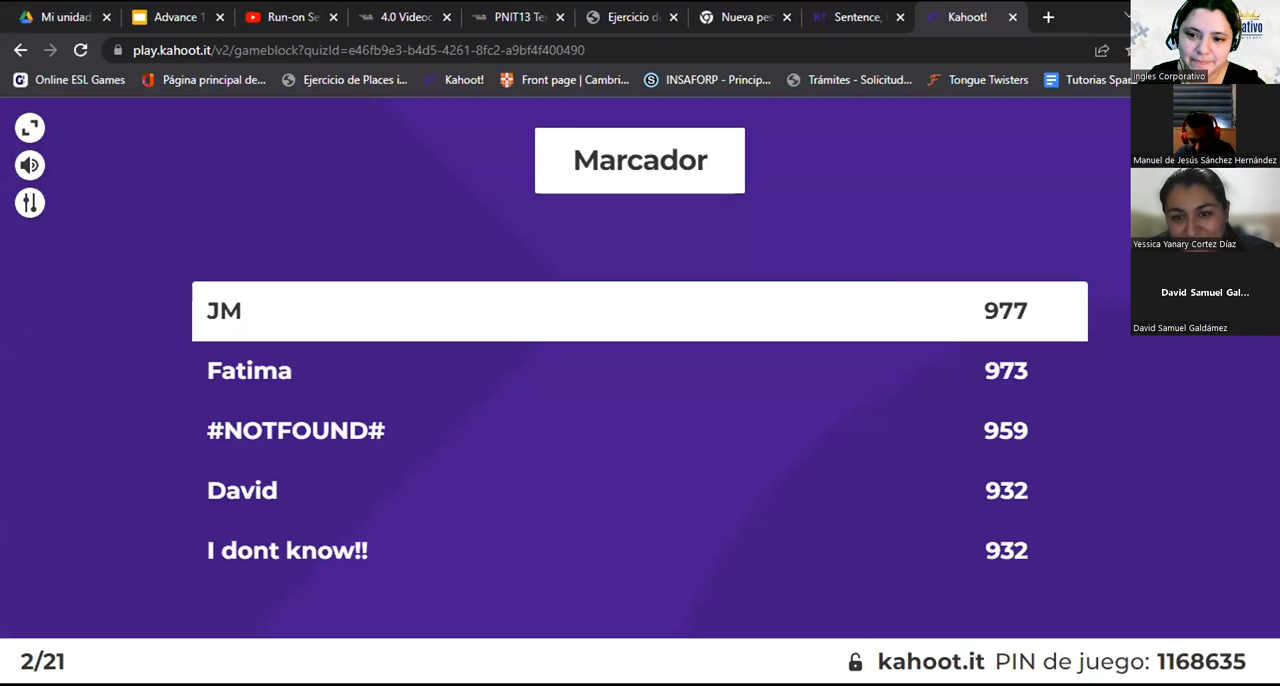 Mi unidad
Advance 1
Run-on Se
4.0 Videoc
PNIT13 Te
Ejercicio d
Nueva pes
Sentence,
Kahoot!
play.kahoot.it/v2/gameblock?quizId=e46fb9e3-b4d5-4261-8fc2-a9bf4f400490
Online ESL Games
Página principal de...
Ejercicio de Places i...
Kahoot!
Front page | Cambri...
INSAFORP - Princip...
Trámites - Solicitud...
Tongue Twisters
Tutorias Spar
ativo
Ingles Corporativo
Manuel de Jesús Sánchez Hernández
Yessica Yanary Cortez Díaz
David Samuel Gal...
David Samuel Galdámez
Marcador
JM 977
Fatima 973
#NOTFOUND# 959
David 932
I dont know!! 932
2/21
kahoot.it PIN de juego: 1168635